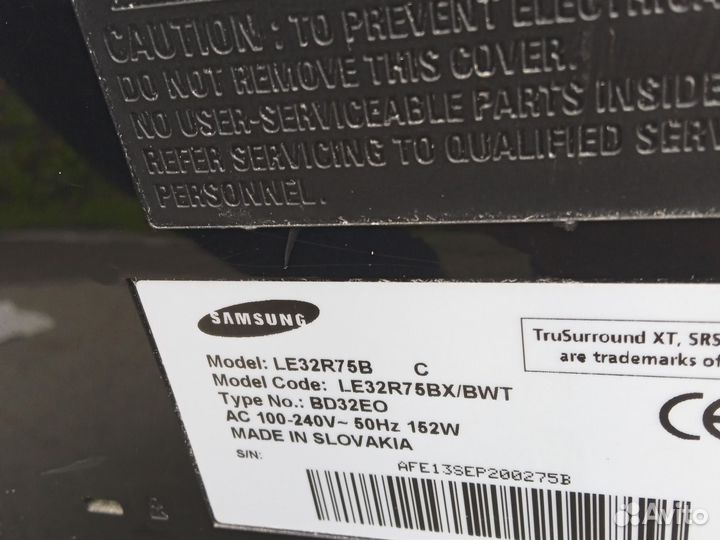 CAUTION : TO PREVENT ELECTRICA
DO NOT REMOVE THIS COVER.
NO USER-SERVICEABLE PARTS INSIDE
REFER SERVICING TO QUALIFIED SERV
PERSONNEL.
SAMSUNG
TruSurround XT, SRS
are trademarks of
Model: LE32R75B C
Model Code: LE32R75BX/BWT
Type No.: BD32EO
AC 100-240V~ 50Hz 152W
MADE IN SLOVAKIA
S/N:
AFE13SEP200275B
CE
Avito